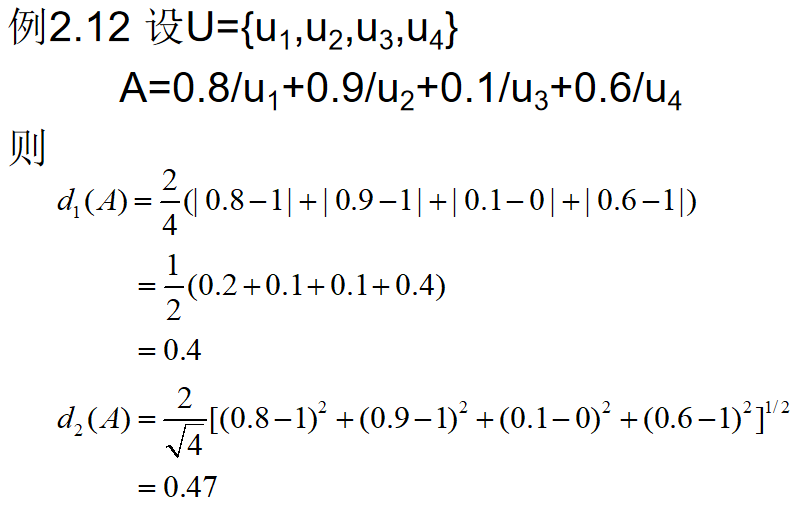 例2.12 设U={u₁,u₂,u₃,u₄}
A=0.8/u₁+0.9/u₂+0.1/u₃+0.6/u₄
则
d₁(A)=2/4(|0.8−1|+|0.9−1|+|0.1−0|+|0.6−1|)
=1/2(0.2+0.1+0.1+0.4)
=0.4
d₂(A)=2/√4[(0.8−1)²+(0.9−1)²+(0.1−0)²+(0.6−1)²]^1/2
=0.47